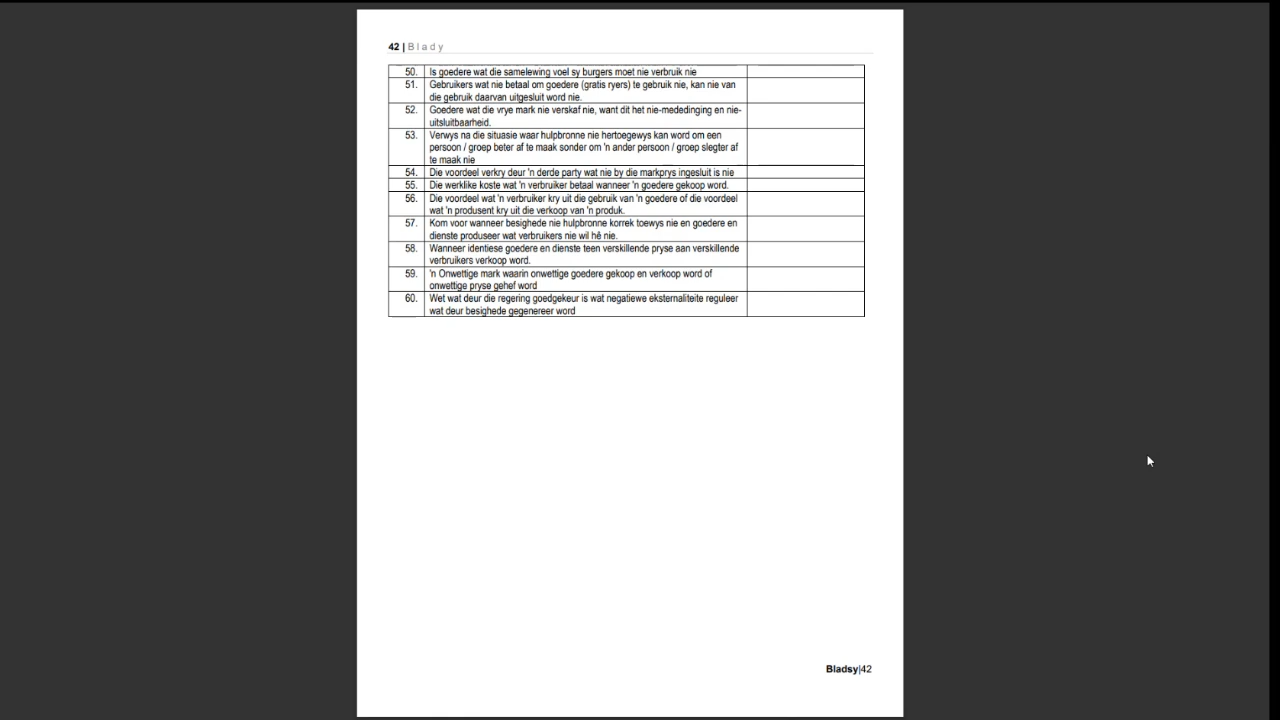 42 | B l a d y
50. Is goedere wat die samelewing voel sy burgers moet nie verbruik nie
51. Gebruikers wat nie betaal om goedere (gratis ryers) te gebruik nie, kan nie van
die gebruik daarvan uitgesluit word nie.
52. Goedere wat die vrye mark nie verskaf nie, want dit het nie-mededinging en nie-
uitsluitbaarheid.
53. Verwys na die situasie waar hulpbronne nie hertoegewys kan word om een
persoon / groep beter af te maak sonder om 'n ander persoon / groep slegter af
te maak nie
54. Die voordeel verkry deur 'n derde party wat nie by die markprys ingesluit is nie
55. Die werklike koste wat 'n verbruiker betaal wanneer 'n goedere gekoop word.
56. Die voordeel wat 'n verbruiker kry uit die gebruik van 'n goedere of die voordeel
wat 'n produsent kry uit die verkoop van 'n produk.
57. Kom voor wanneer besighede nie hulpbronne korrek toewys nie en goedere en
dienste produseer wat verbruikers nie wil hê nie.
58. Wanneer identiese goedere en dienste teen verskillende pryse aan verskillende
verbruikers verkoop word.
59. 'n Onwettige mark waarin onwettige goedere gekoop en verkoop word of
onwettige pryse gehef word
60. Wet wat deur die regering goedgekeur is wat negatiewe eksternaliteite reguleer
wat deur besighede gegenereer word
Bladsy|42